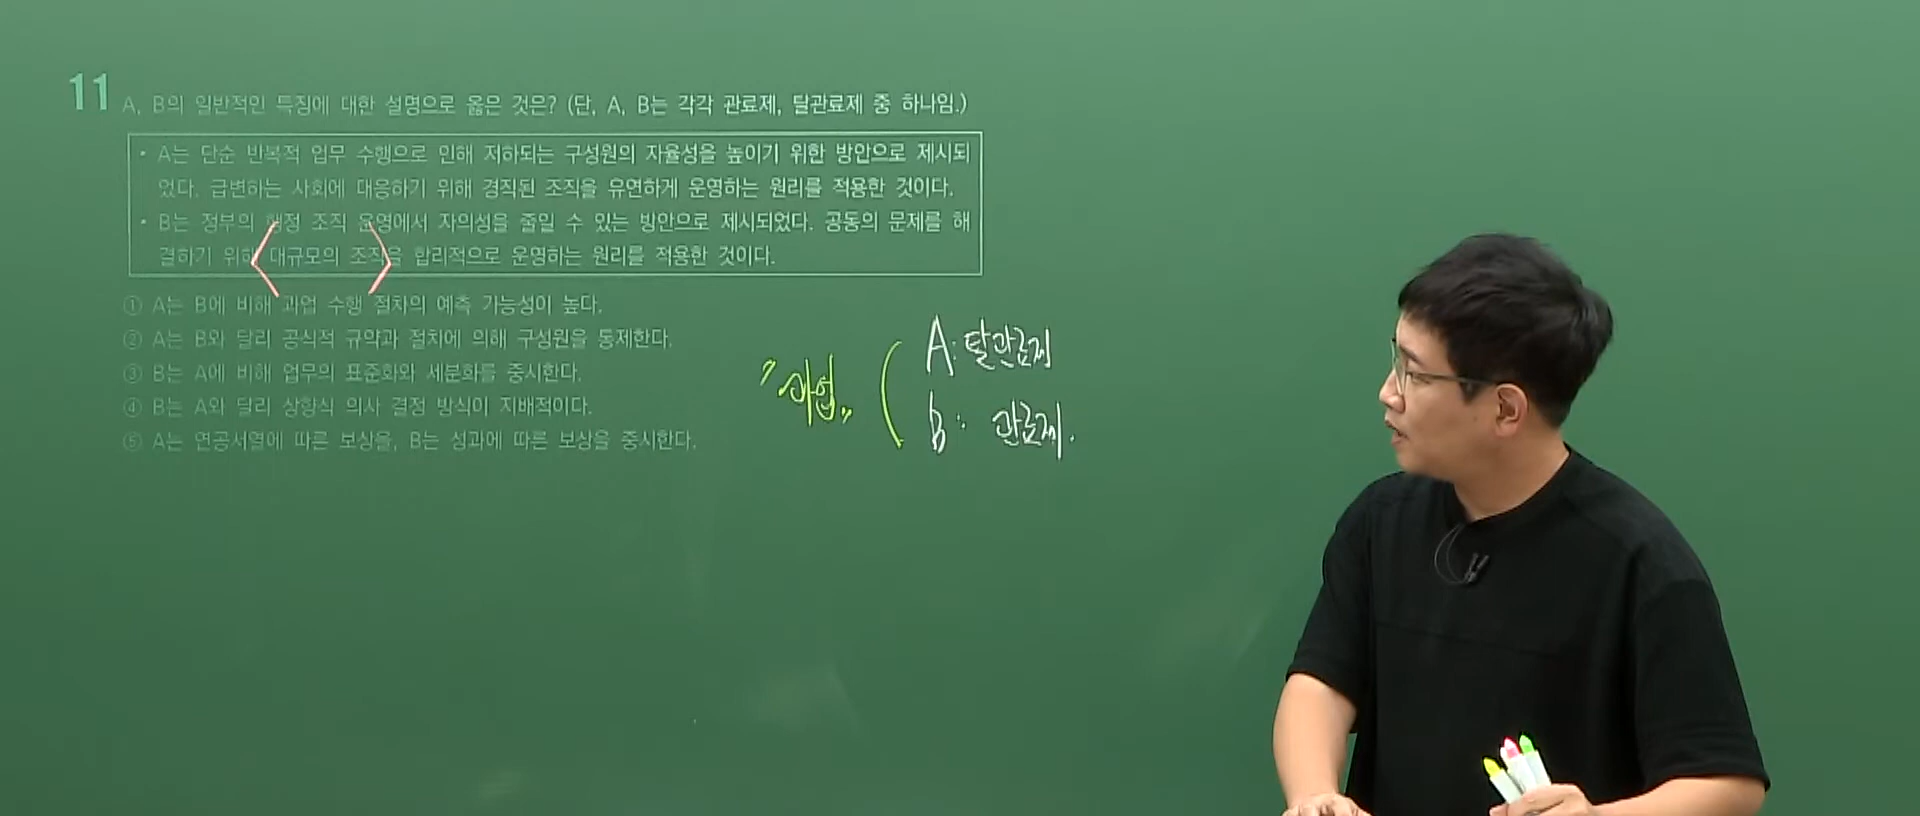 11 A, B의 일반적인 특징에 대한 설명으로 옳은 것은? (단, A, B는 각각 관료제, 탈관료제 중 하나임.)
• A는 단순 반복적 업무 수행으로 인해 저하되는 구성원의 자율성을 높이기 위한 방안으로 제시되
었다. 급변하는 사회에 대응하기 위해 경직된 조직을 유연하게 운영하는 원리를 적용한 것이다.
• B는 정부의 행정 조직 운영에서 자의성을 줄일 수 있는 방안으로 제시되었다. 공동의 문제를 해
결하기 위해 대규모의 조직을 합리적으로 운영하는 원리를 적용한 것이다.
① A는 B에 비해 과업 수행 절차의 예측 가능성이 높다.
② A는 B와 달리 공식적 규약과 절차에 의해 구성원을 통제한다.
③ B는 A에 비해 업무의 표준화와 세분화를 중시한다.
④ B는 A와 달리 상향식 의사 결정 방식이 지배적이다.
⑤ A는 연공서열에 따른 보상을, B는 성과에 따른 보상을 중시한다.
"과업"
A: 탈관료제
B: 관료제.